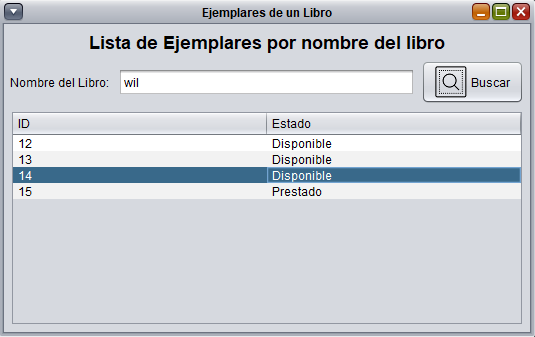 Ejemplares de un Libro
Lista de Ejemplares por nombre del libro
Nombre del Libro: wil Buscar
ID Estado
12 Disponible
13 Disponible
14 Disponible
15 Prestado